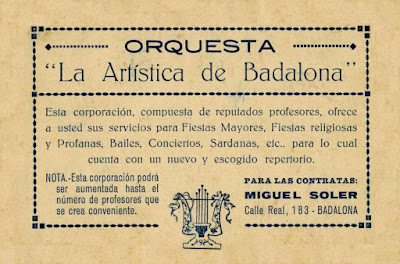 ORQUESTA
"La Artística de Badalona"
Esta corporación, compuesta de reputados profesores, ofrece
a usted sus servicios para Fiestas Mayores, Fiestas religiosas
y Profanas, Bailes, Conciertos, Sardanas, etc.. para lo cual
cuenta con un nuevo y escogido repertorio.
NOTA.-Esta corporación podrá
ser aumentada hasta el
número de profesores que
se crea conveniente.
PARA LAS CONTRATAS:
MIGUEL SOLER
Calle Real, 183 - BADALONA